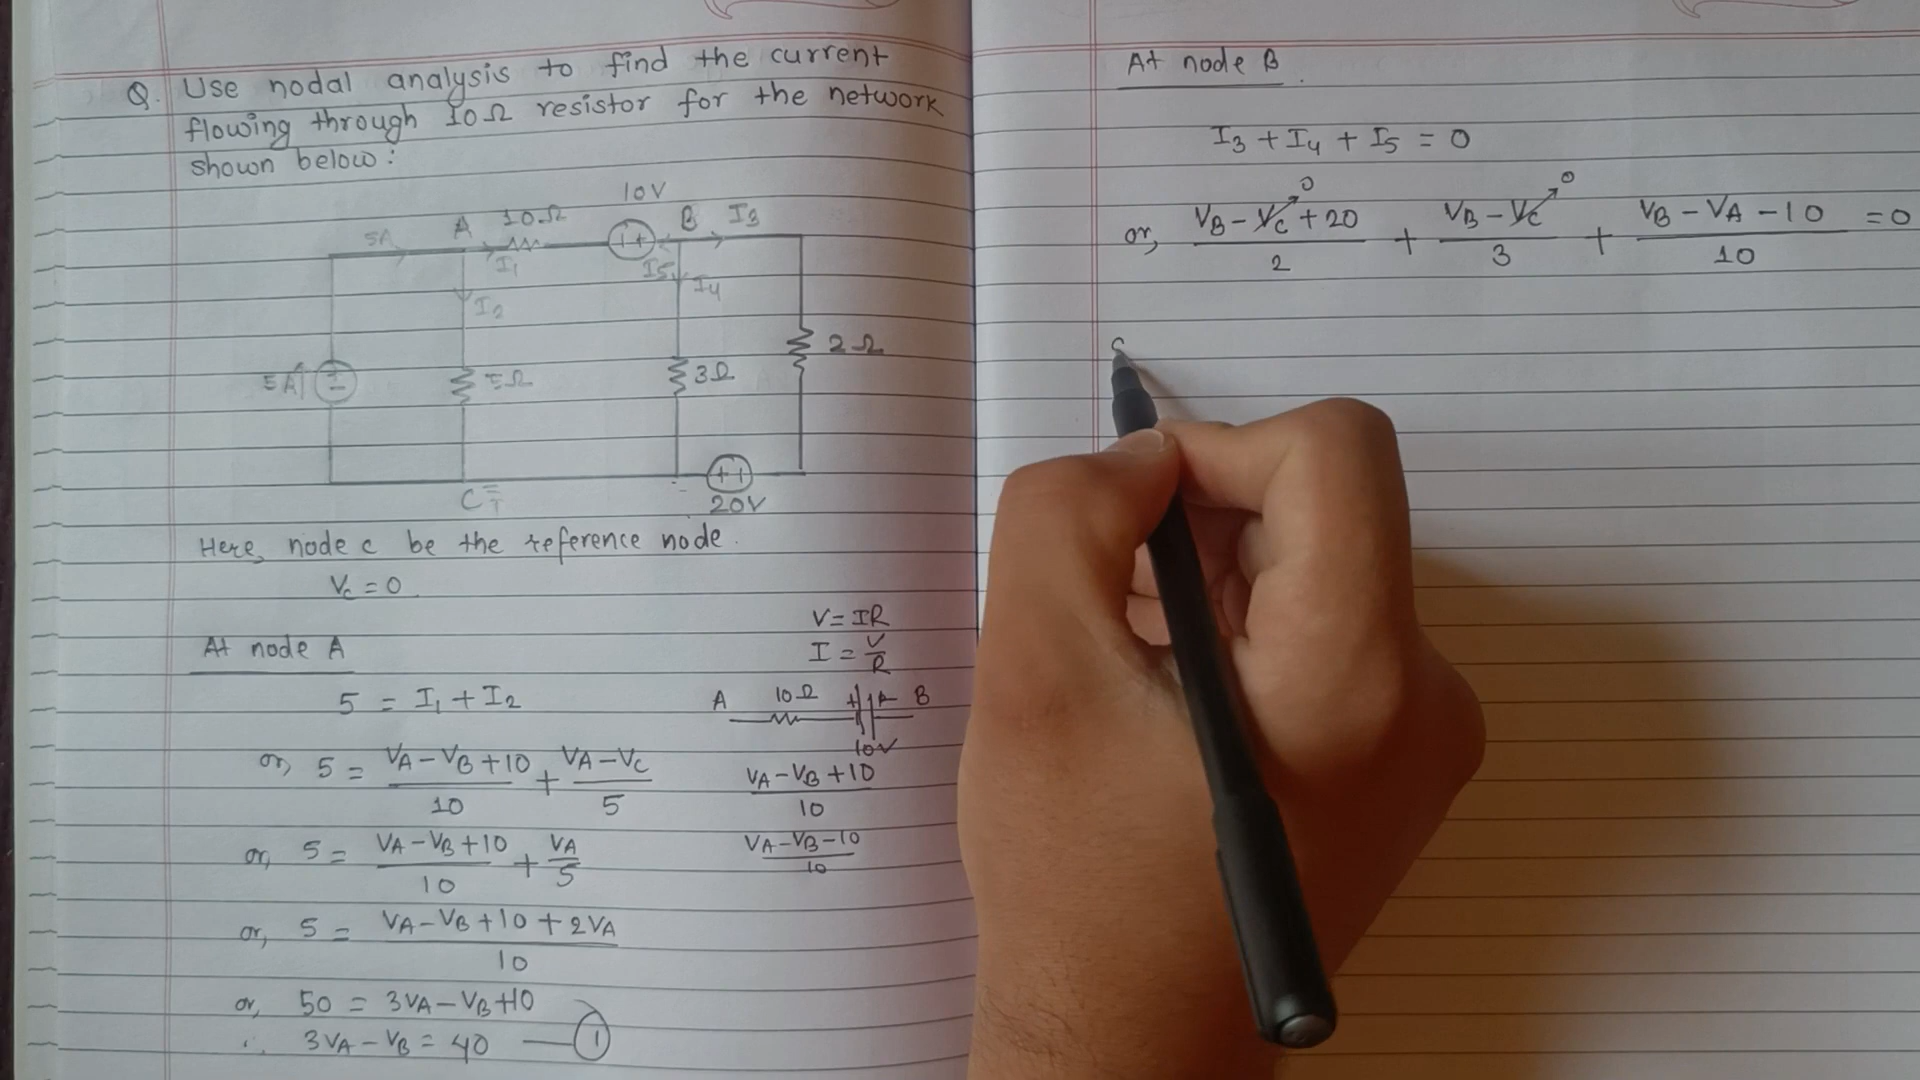 Q. Use nodal analysis to find the current
flowing through 10Ω resistor for the network
shown below:
10V
A 10Ω B I3
5A
I1 I5 I4
I2
5A 5Ω 3Ω 2Ω
C
20V
Here, node c be the reference node.
Vc = 0
At node A
5 = I1 + I2
or, 5 = (VA - VB + 10)/10 + (VA - VC)/5
or, 5 = (VA - VB + 10)/10 + VA/5
or, 5 = (VA - VB + 10 + 2VA)/10
or, 50 = 3VA - VB + 10
∴ 3VA - VB = 40 — ①
V = IR
I = V/R
A 10Ω B
10V
(VA - VB + 10)/10
(VA - VB - 10)/10
At node B
I3 + I4 + I5 = 0
0 0
or, (VB - VC + 20)/2 + (VB - VC)/3 + (VB - VA - 10)/10 = 0